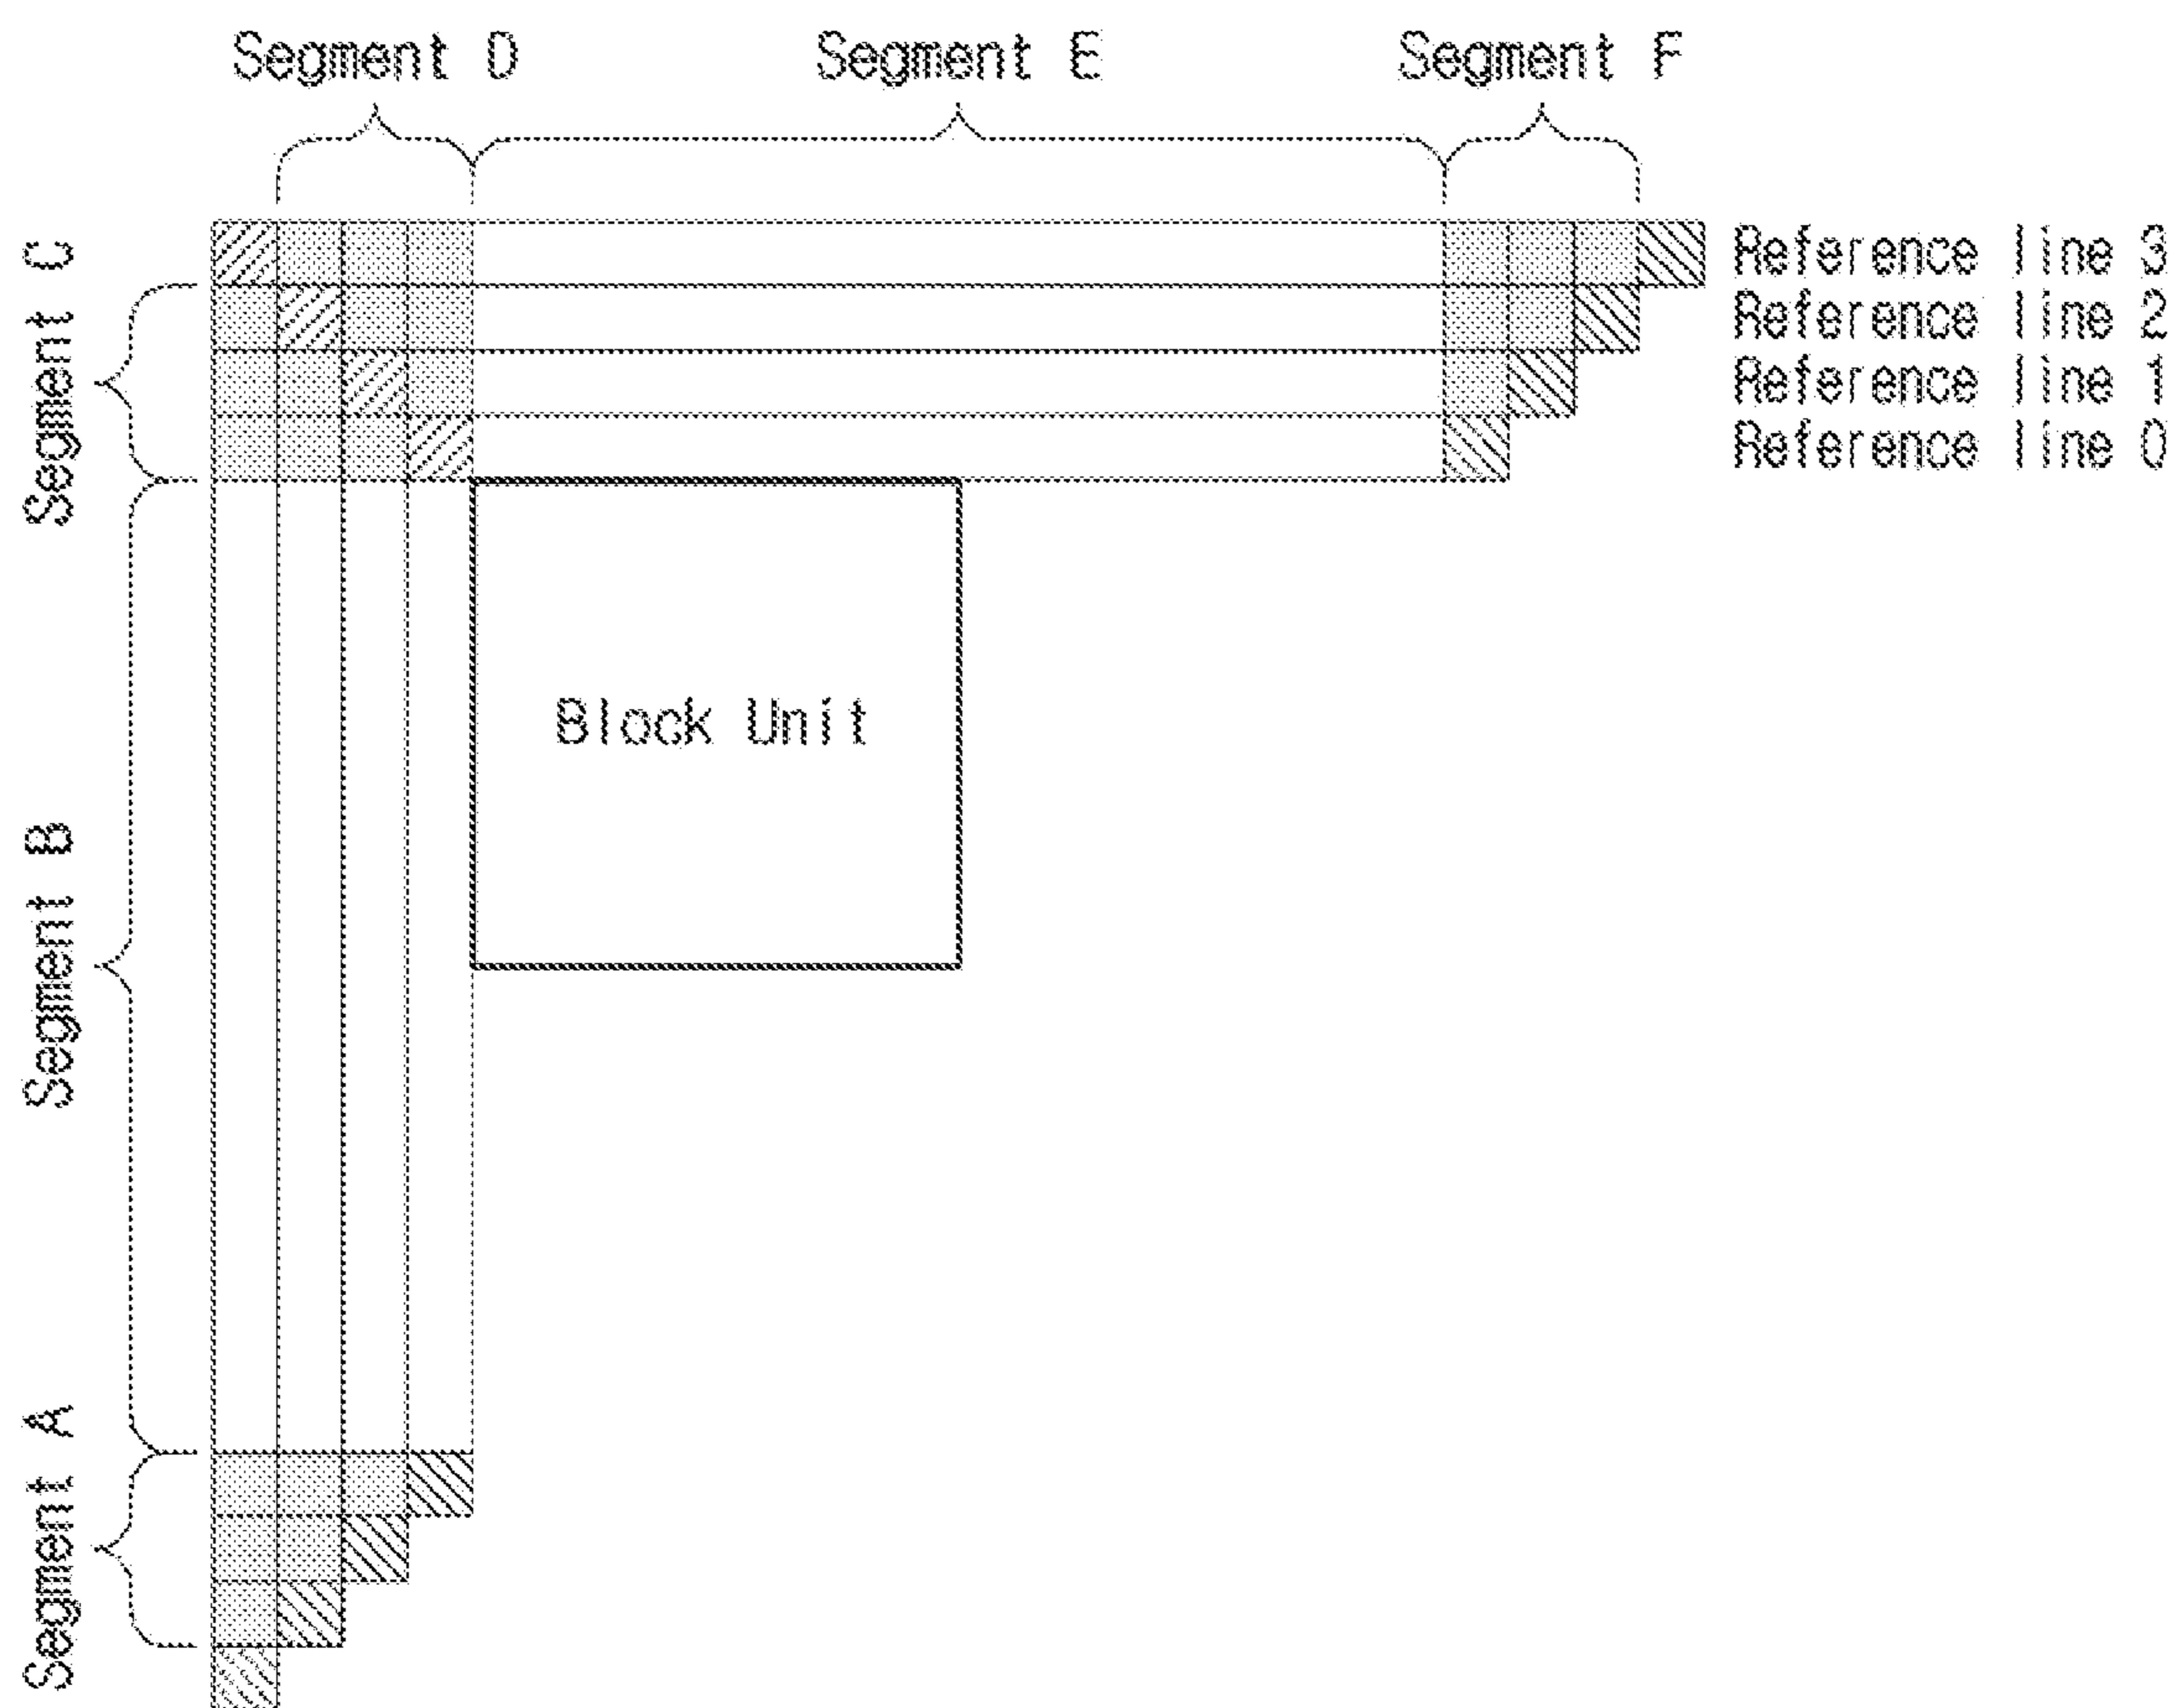 Segment D
Segment E
Segment F
Segment C
Reference line 3
Reference line 2
Reference line 1
Reference line 0
Block Unit
Segment B
Segment A